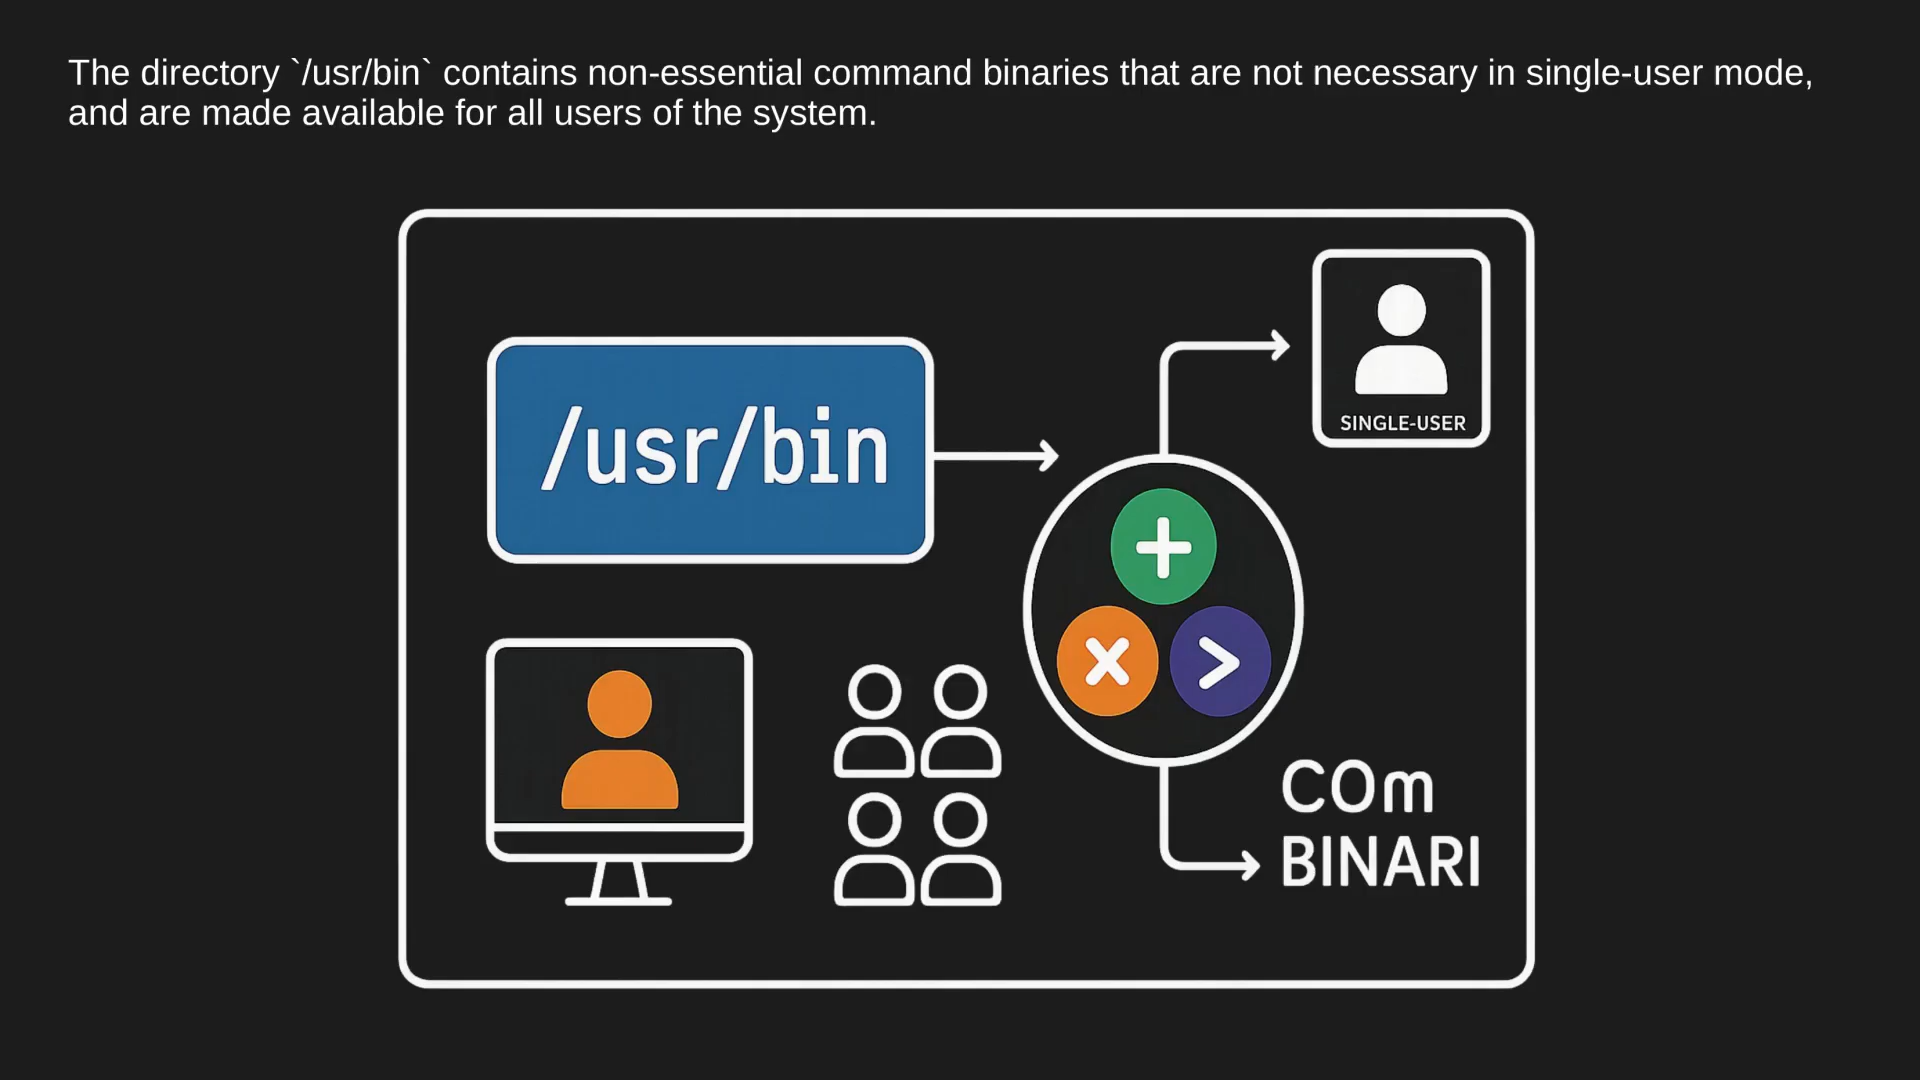 The directory `/usr/bin` contains non-essential command binaries that are not necessary in single-user mode,
and are made available for all users of the system.
/usr/bin
SINGLE-USER
COm
BINARI